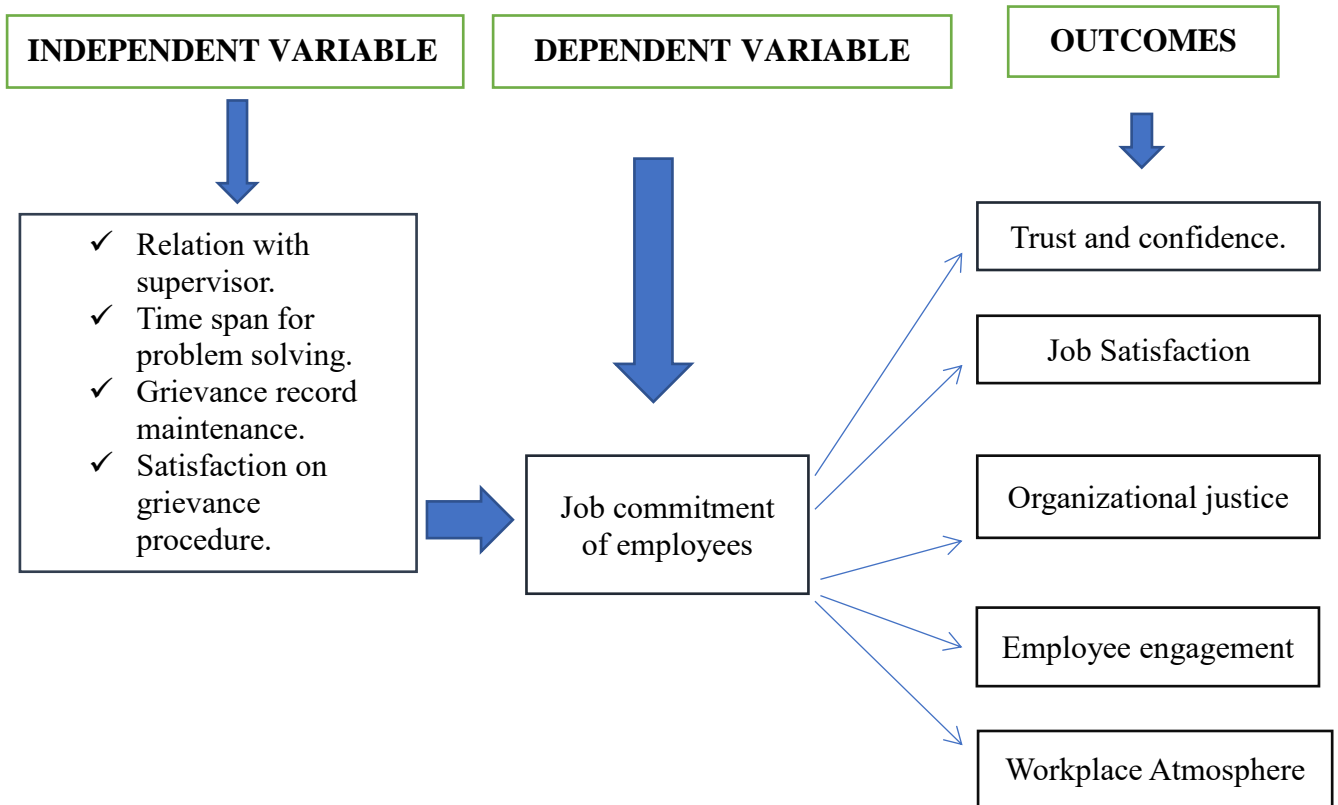 INDEPENDENT VARIABLE
DEPENDENT VARIABLE
OUTCOMES
✓ Relation with
supervisor.
✓ Time span for
problem solving.
✓ Grievance record
maintenance.
✓ Satisfaction on
grievance
procedure.
Job commitment
of employees
Trust and confidence.
Job Satisfaction
Organizational justice
Employee engagement
Workplace Atmosphere